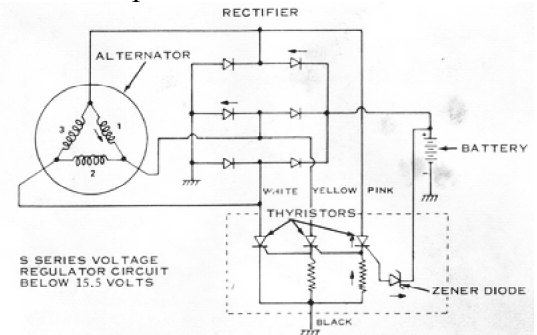 RECTIFIER
ALTERNATOR
3
1
2
+
BATTERY
-
WHITE YELLOW PINK
THYRISTORS
S SERIES VOLTAGE
REGULATOR CIRCUIT
BELOW 15.5 VOLTS
ZENER DIODE
BLACK